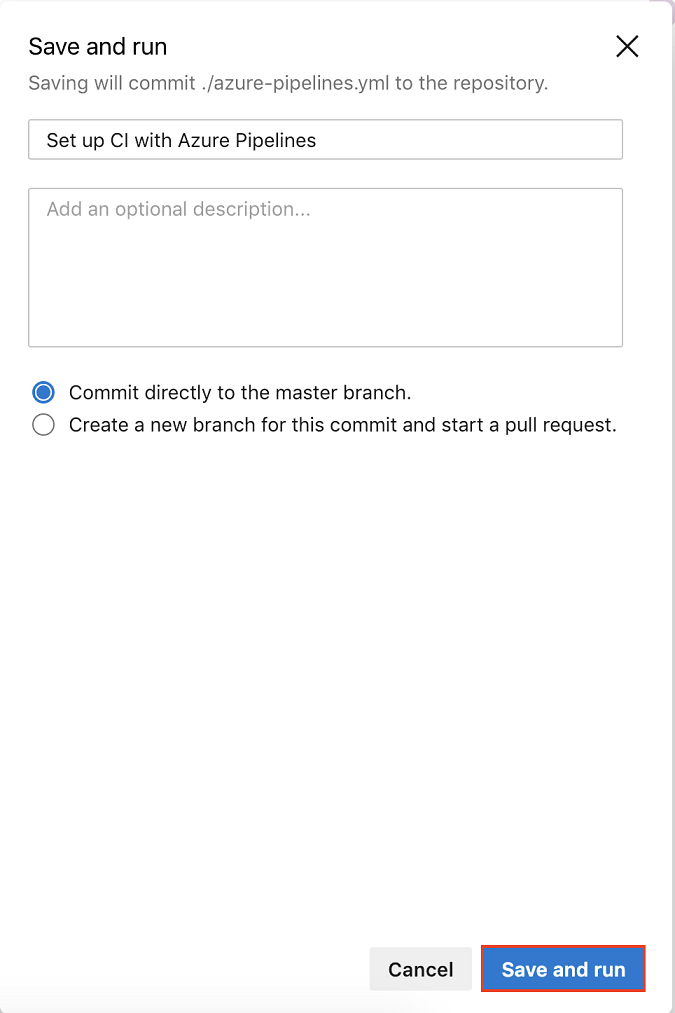 Save and run
Saving will commit ./azure-pipelines.yml to the repository.
Set up CI with Azure Pipelines
Add an optional description...
Commit directly to the master branch.
Create a new branch for this commit and start a pull request.
Cancel
Save and run